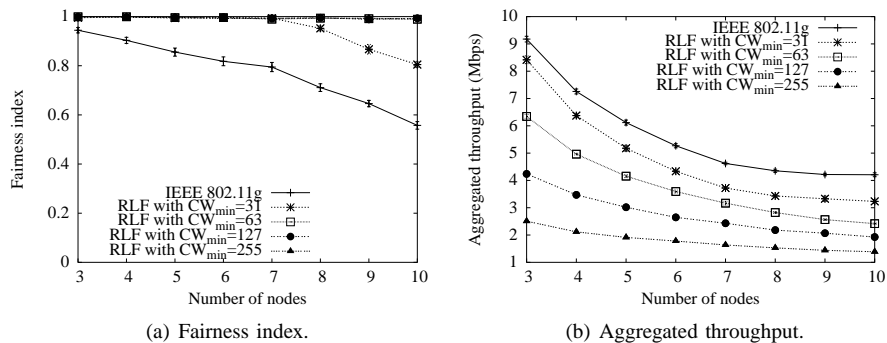 1
0.8
0.6
0.4
0.2
0
Fairness index
IEEE 802.11g
RLF with CWmin=31
RLF with CWmin=63
RLF with CWmin=127
RLF with CWmin=255
3 4 5 6 7 8 9 10
Number of nodes
(a) Fairness index.
10
9
8
7
6
5
4
3
2
1
Aggregated throughput (Mbps)
IEEE 802.11g
RLF with CWmin=31
RLF with CWmin=63
RLF with CWmin=127
RLF with CWmin=255
3 4 5 6 7 8 9 10
Number of nodes
(b) Aggregated throughput.